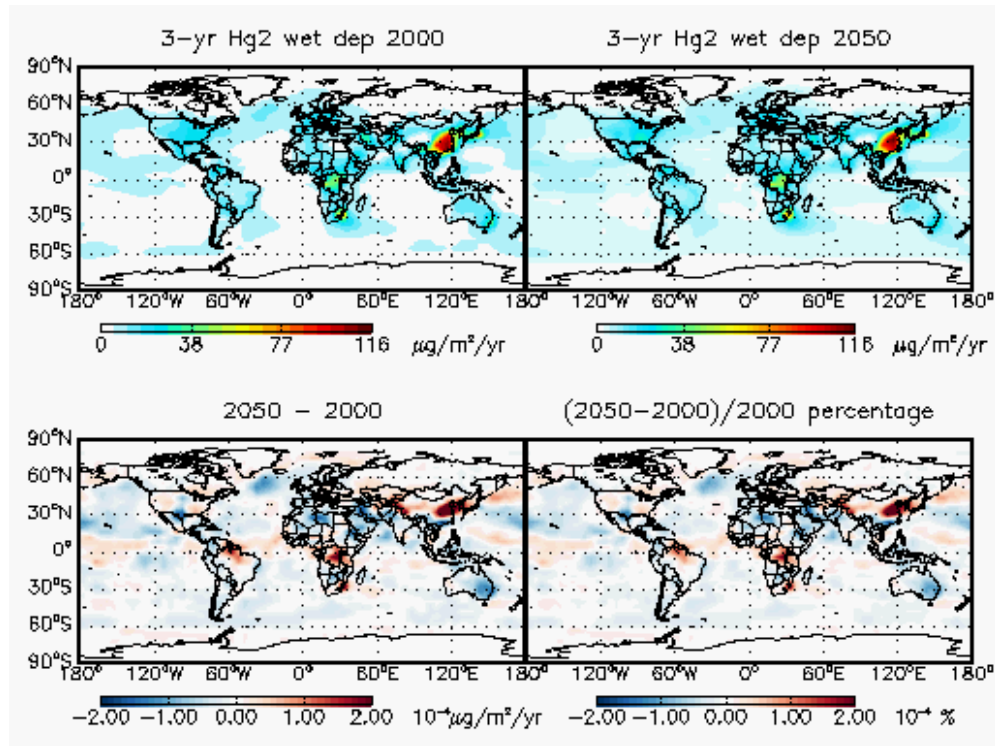 3-yr Hg2 wet dep 2000
3-yr Hg2 wet dep 2050
90°N
60°N
30°N
0°
30°S
60°S
90°S
180° 120°W 60°W 0° 60°E 120°E 180° 120°W 60°W 0° 60°E 120°E 180°
0 38 77 116 μg/m²/yr
0 38 77 116 μg/m²/yr
2050 - 2000
(2050-2000)/2000 percentage
90°N
60°N
30°N
0°
30°S
60°S
90°S
180° 120°W 60°W 0° 60°E 120°E 180° 120°W 60°W 0° 60°E 120°E 180°
-2.00 -1.00 0.00 1.00 2.00 10⁻⁴μg/m²/yr
-2.00 -1.00 0.00 1.00 2.00 10⁻⁴ %